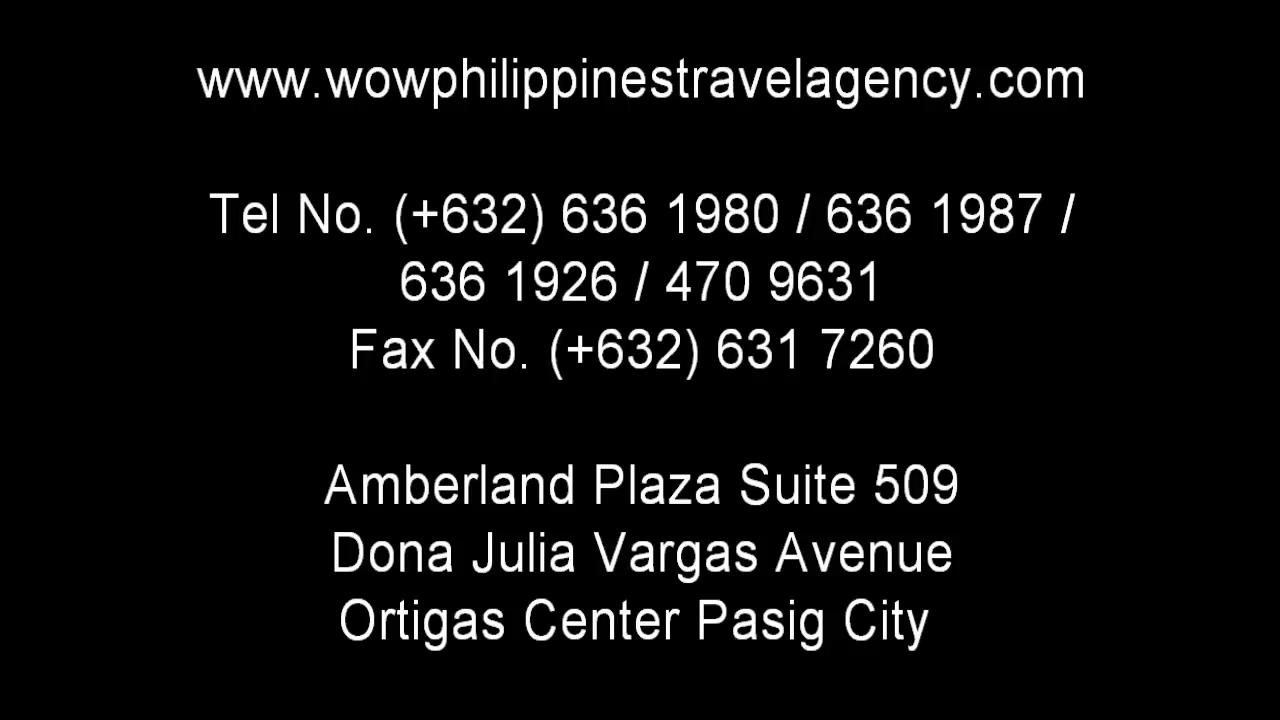 www.wowphilippinestravelagency.com
Tel No. (+632) 636 1980 / 636 1987 /
636 1926 / 470 9631
Fax No. (+632) 631 7260
Amberland Plaza Suite 509
Dona Julia Vargas Avenue
Ortigas Center Pasig City